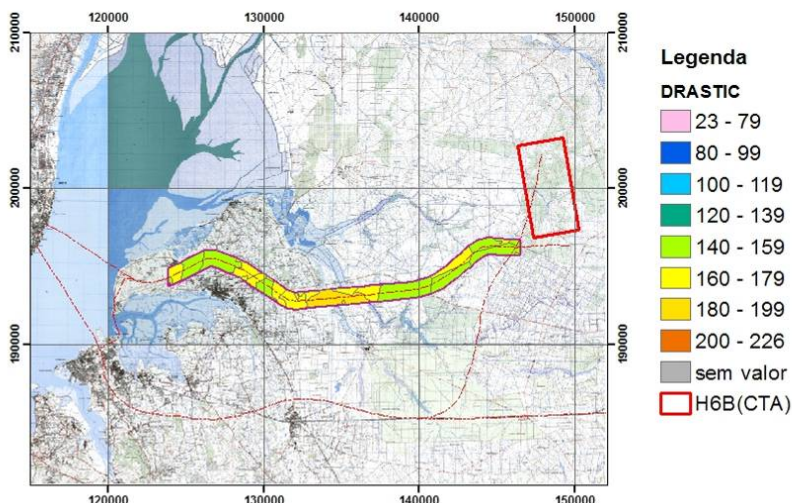 120000 130000 140000 150000
210000 210000
200000 200000
190000 190000
120000 130000 140000 150000
Legenda
DRASTIC
23 - 79
80 - 99
100 - 119
120 - 139
140 - 159
160 - 179
180 - 199
200 - 226
sem valor
H6B(CTA)